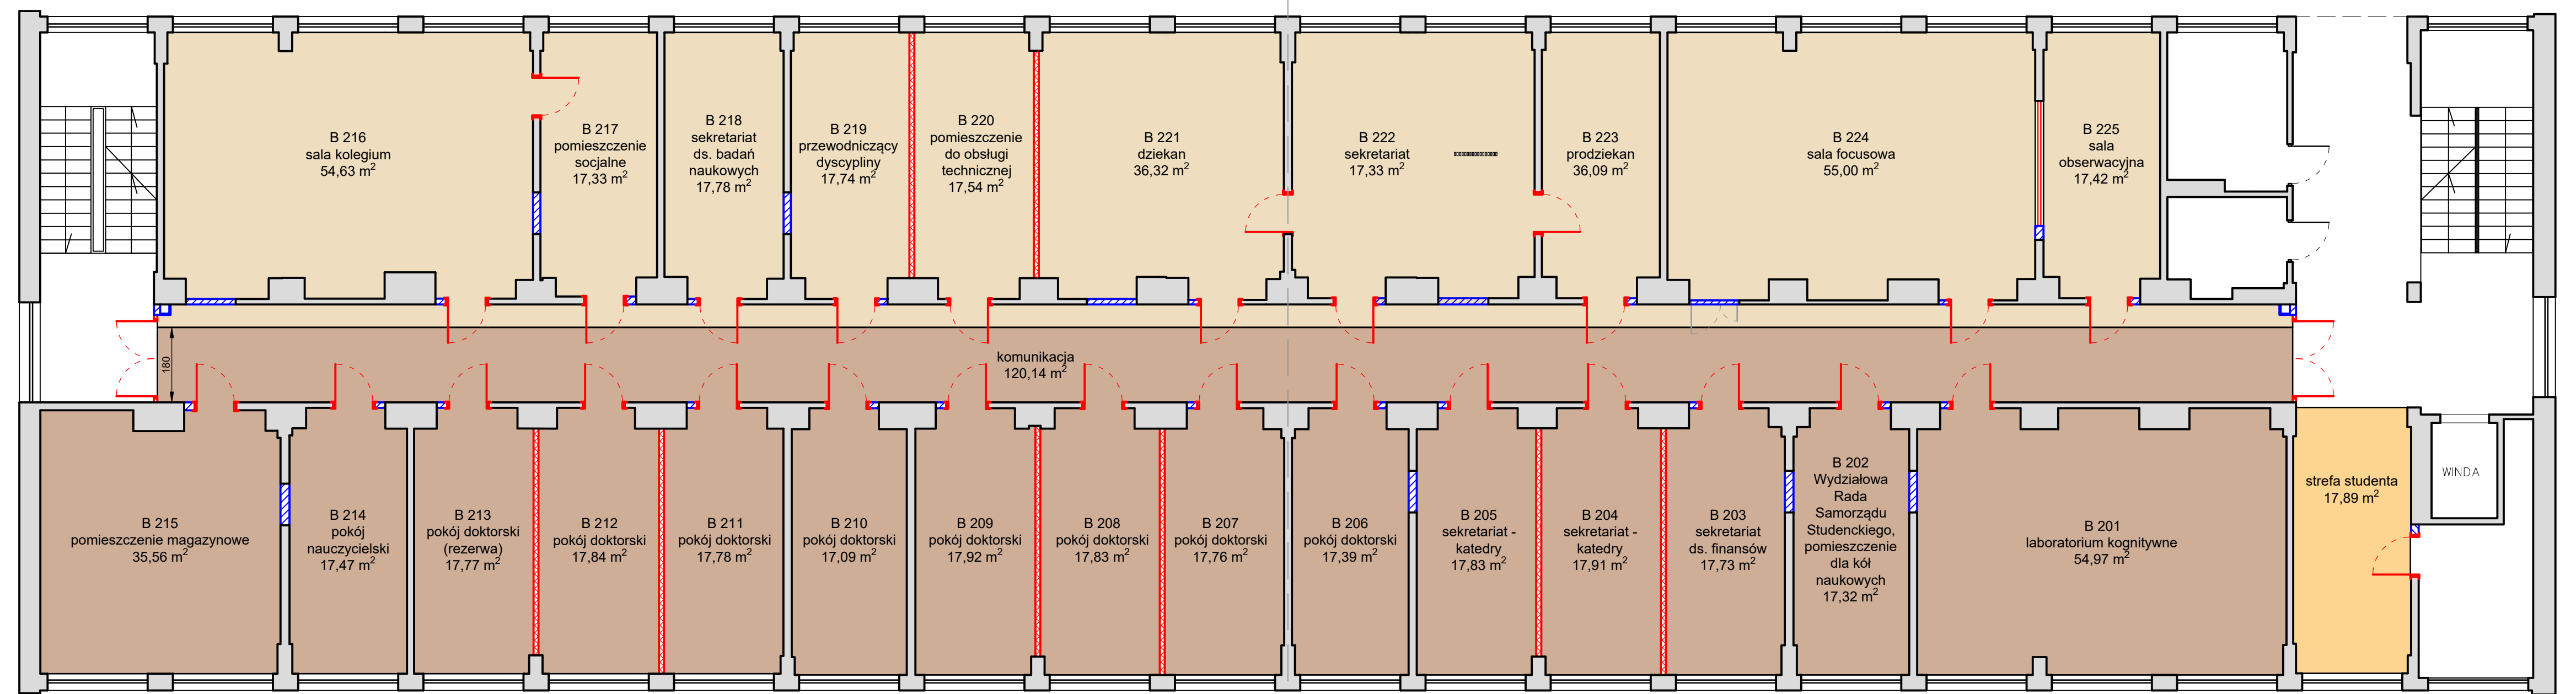 B 216
sala kolegium
54,63 m²
B 217
pomieszczenie
socjalne
17,33 m²
B 218
sekretariat
ds. badań
naukowych
17,78 m²
B 219
przewodniczący
dyscypliny
17,74 m²
B 220
pomieszczenie
do obsługi
technicznej
17,54 m²
B 221
dziekan
36,32 m²
B 222
sekretariat
17,33 m²
B 223
prodziekan
36,09 m²
B 224
sala focusowa
55,00 m²
B 225
sala
obserwacyjna
17,42 m²
180
komunikacja
120,14 m²
B 215
pomieszczenie magazynowe
35,56 m²
B 214
pokój
nauczycielski
17,47 m²
B 213
pokój doktorski
(rezerwa)
17,77 m²
B 212
pokój doktorski
17,84 m²
B 211
pokój doktorski
17,78 m²
B 210
pokój doktorski
17,09 m²
B 209
pokój doktorski
17,92 m²
B 208
pokój doktorski
17,83 m²
B 207
pokój doktorski
17,76 m²
B 206
pokój doktorski
17,39 m²
B 205
sekretariat -
katedry
17,83 m²
B 204
sekretariat -
katedry
17,91 m²
B 203
sekretariat
ds. finansów
17,73 m²
B 202
Wydziałowa
Rada
Samorządu
Studenckiego,
pomieszczenie
dla kół
naukowych
17,32 m²
B 201
laboratorium kognitywne
54,97 m²
strefa studenta
17,89 m²
WINDA